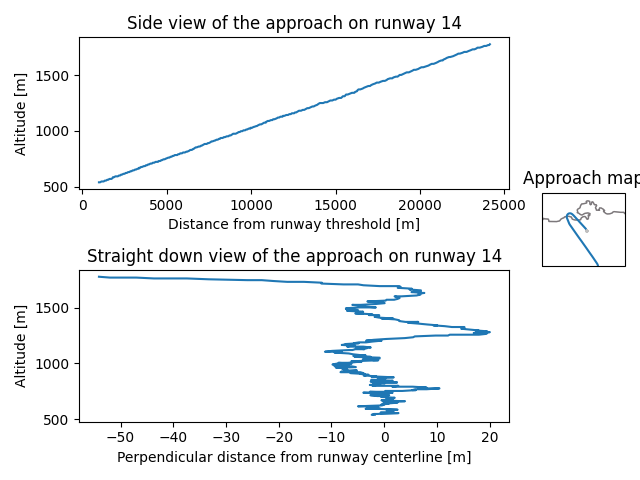 Side view of the approach on runway 14
Altitude [m]
1500
1000
500
0 5000 10000 15000 20000 25000
Distance from runway threshold [m]
Approach map
Straight down view of the approach on runway 14
Altitude [m]
1500
1000
500
−50 −40 −30 −20 −10 0 10 20
Perpendicular distance from runway centerline [m]